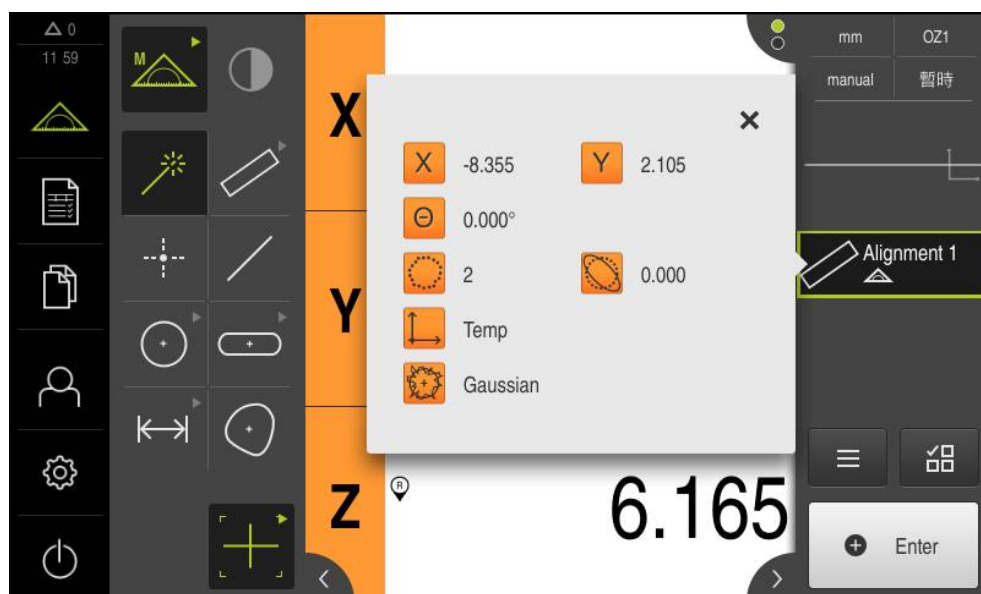 0
11 59
M
X
Y
Z
X -8.355 Y 2.105
Θ 0.000°
2 0.000
Temp
Gaussian
R
6.165
mm OZ1
manual 暫時
Alignment 1
Enter